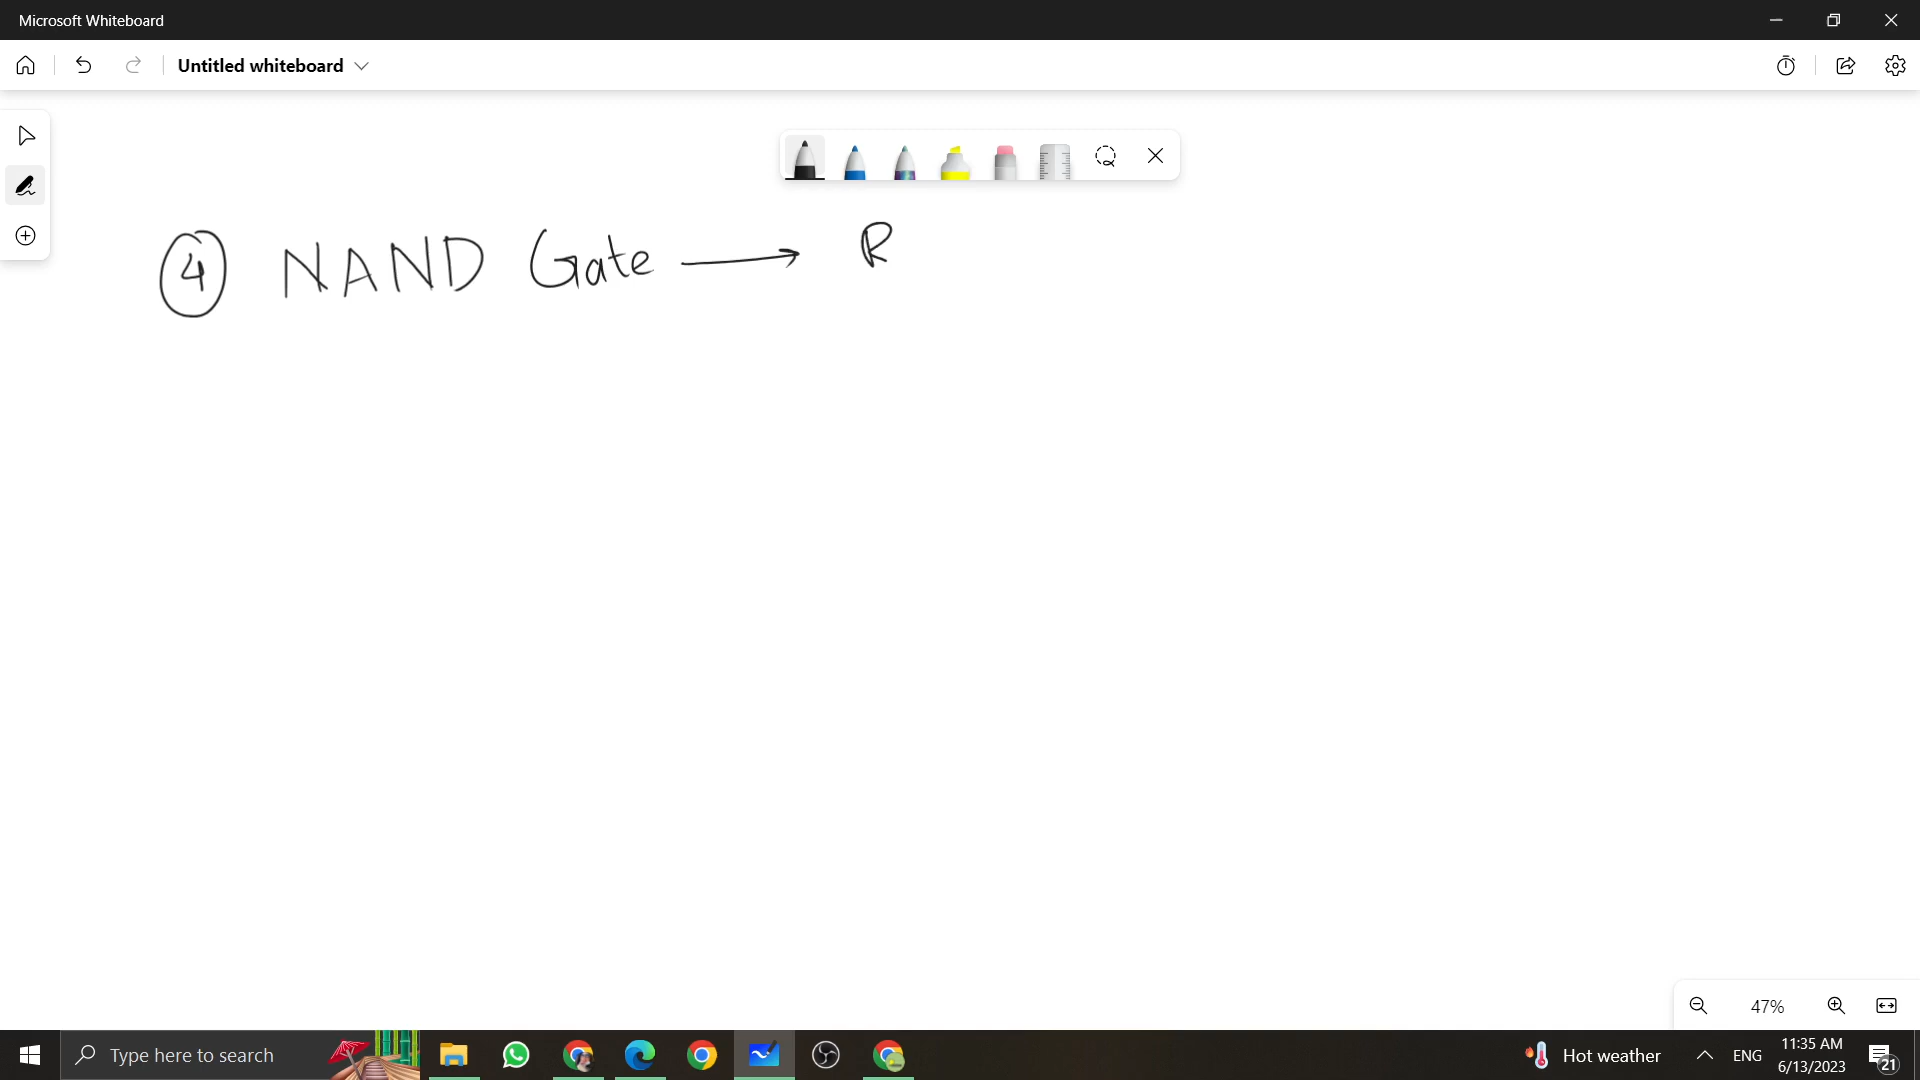 Microsoft Whiteboard
Untitled whiteboard
④ NAND Gate → R
47%
Type here to search
Hot weather
ENG
11:35 AM
6/13/2023
21